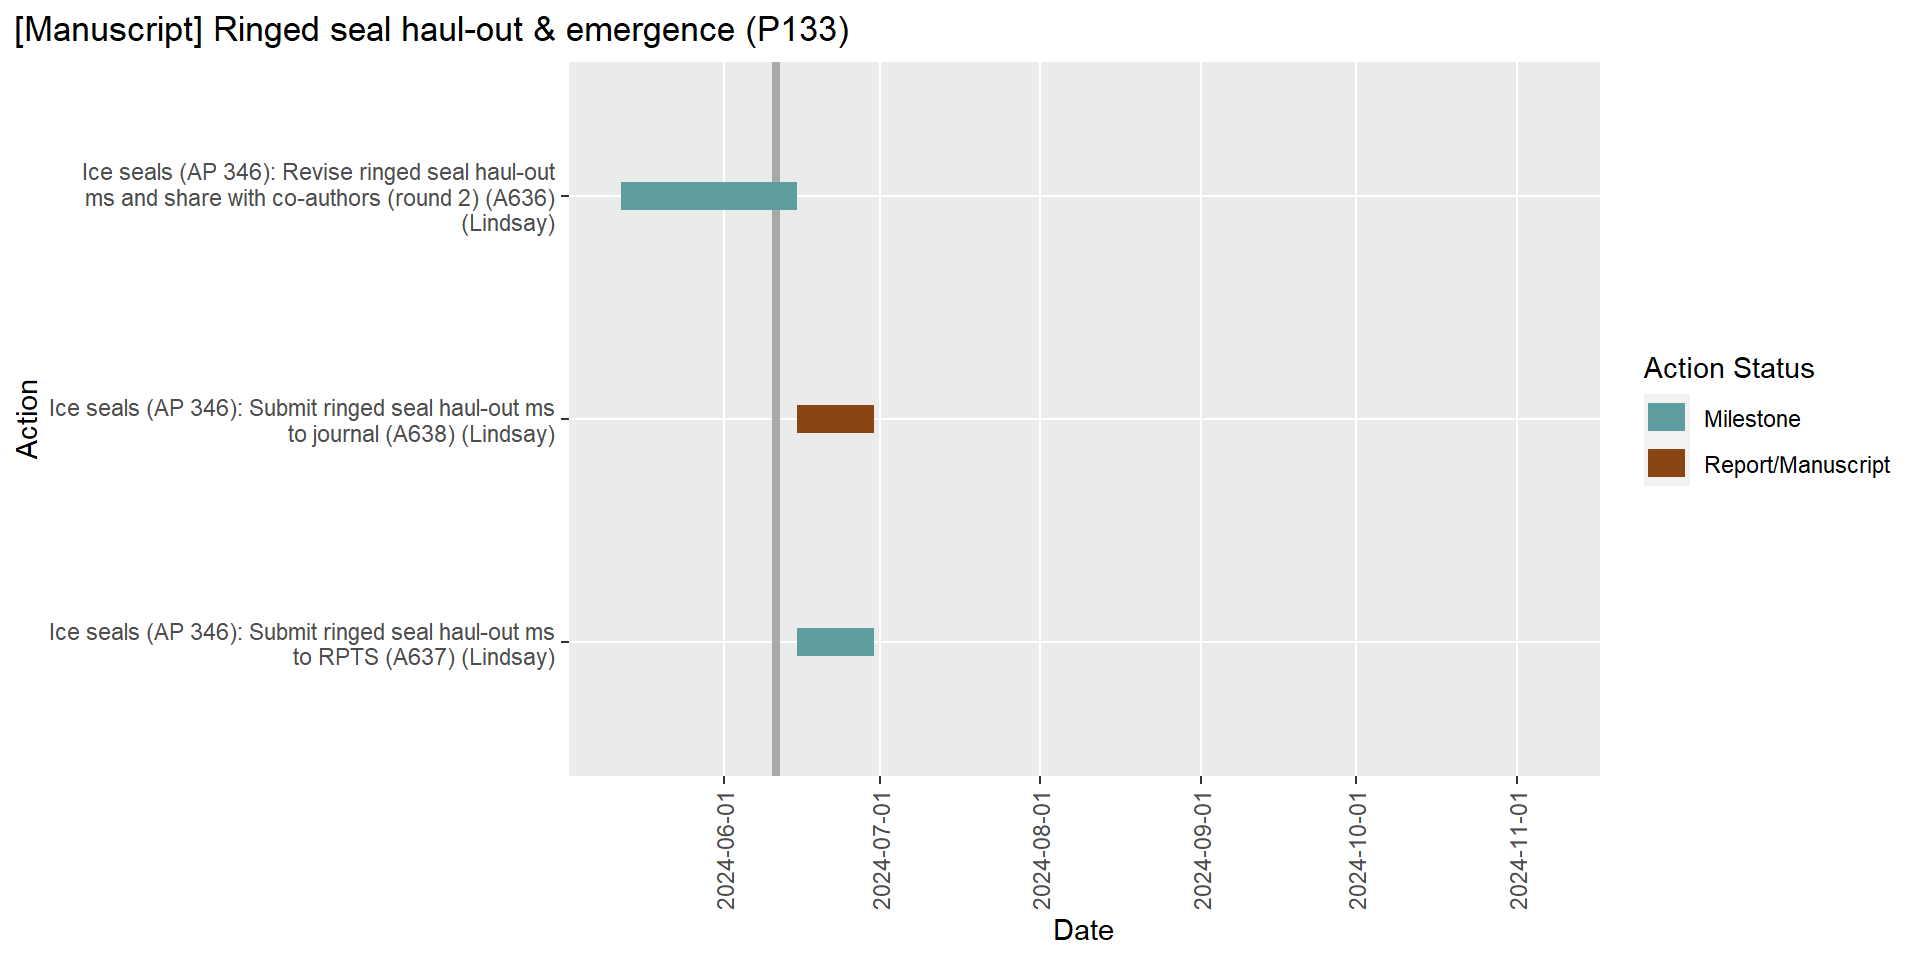 [Manuscript] Ringed seal haul-out & emergence (P133)
Ice seals (AP 346): Revise ringed seal haul-out
ms and share with co-authors (round 2) (A636)
(Lindsay)
Ice seals (AP 346): Submit ringed seal haul-out ms
to journal (A638) (Lindsay)
Ice seals (AP 346): Submit ringed seal haul-out ms
to RPTS (A637) (Lindsay)
Action
2024-06-01
2024-07-01
2024-08-01
2024-09-01
2024-10-01
2024-11-01
Date
Action Status
Milestone
Report/Manuscript